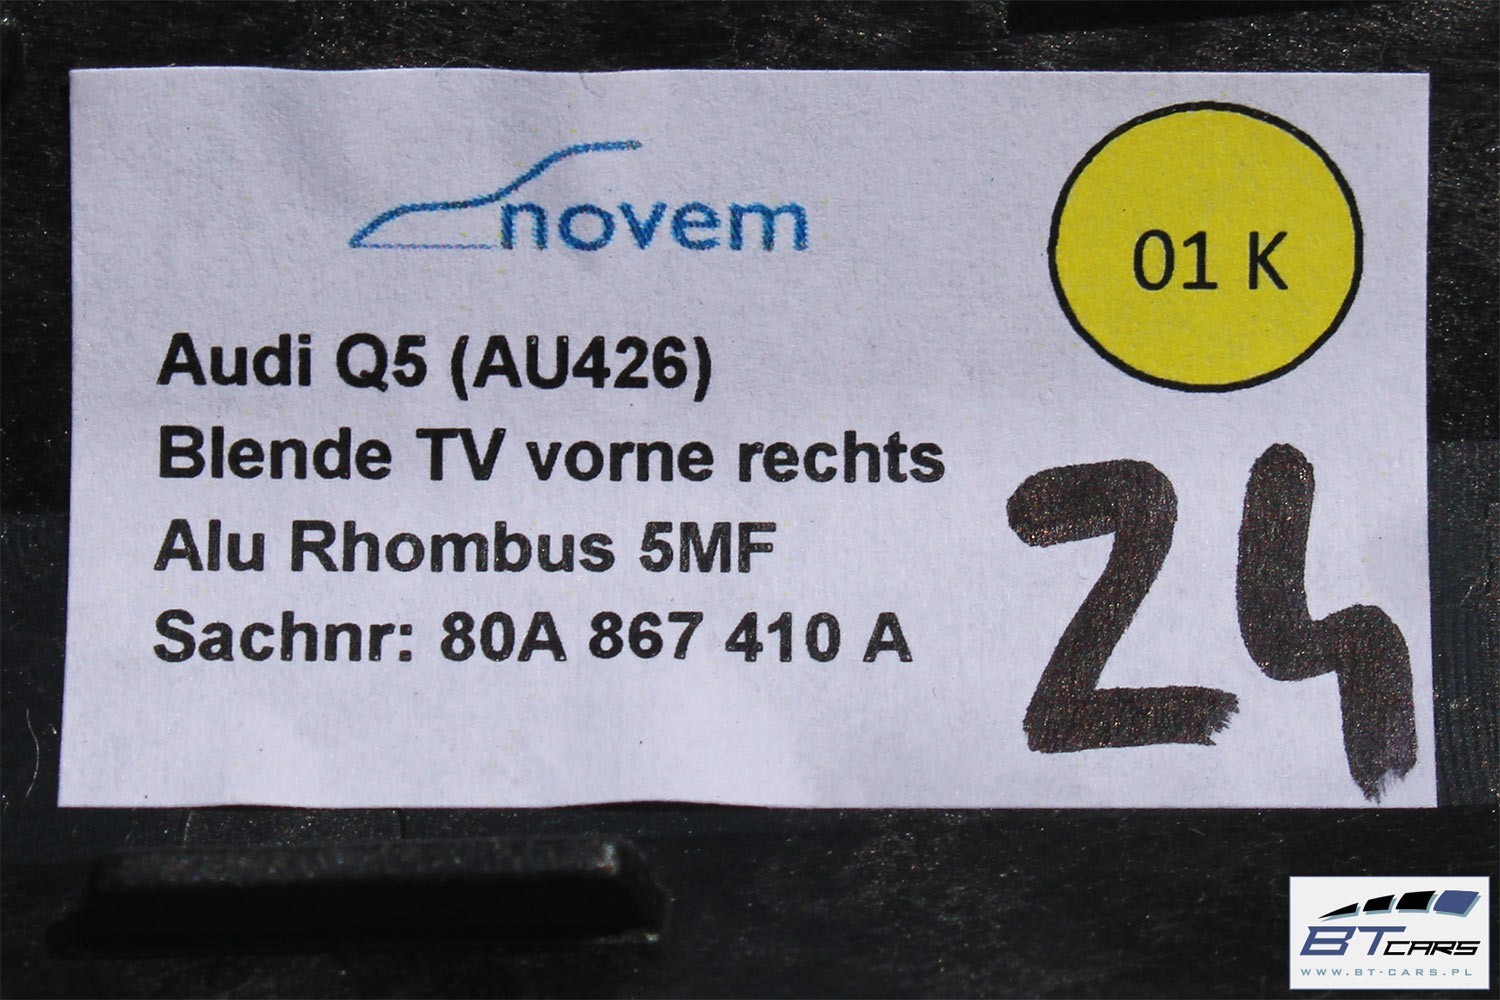 novem
01 K
Audi Q5 (AU426)
Blende TV vorne rechts
Alu Rhombus 5MF
Sachnr: 80A 867 410 A
24
BT CARS
WWW.BT-CARS.PL